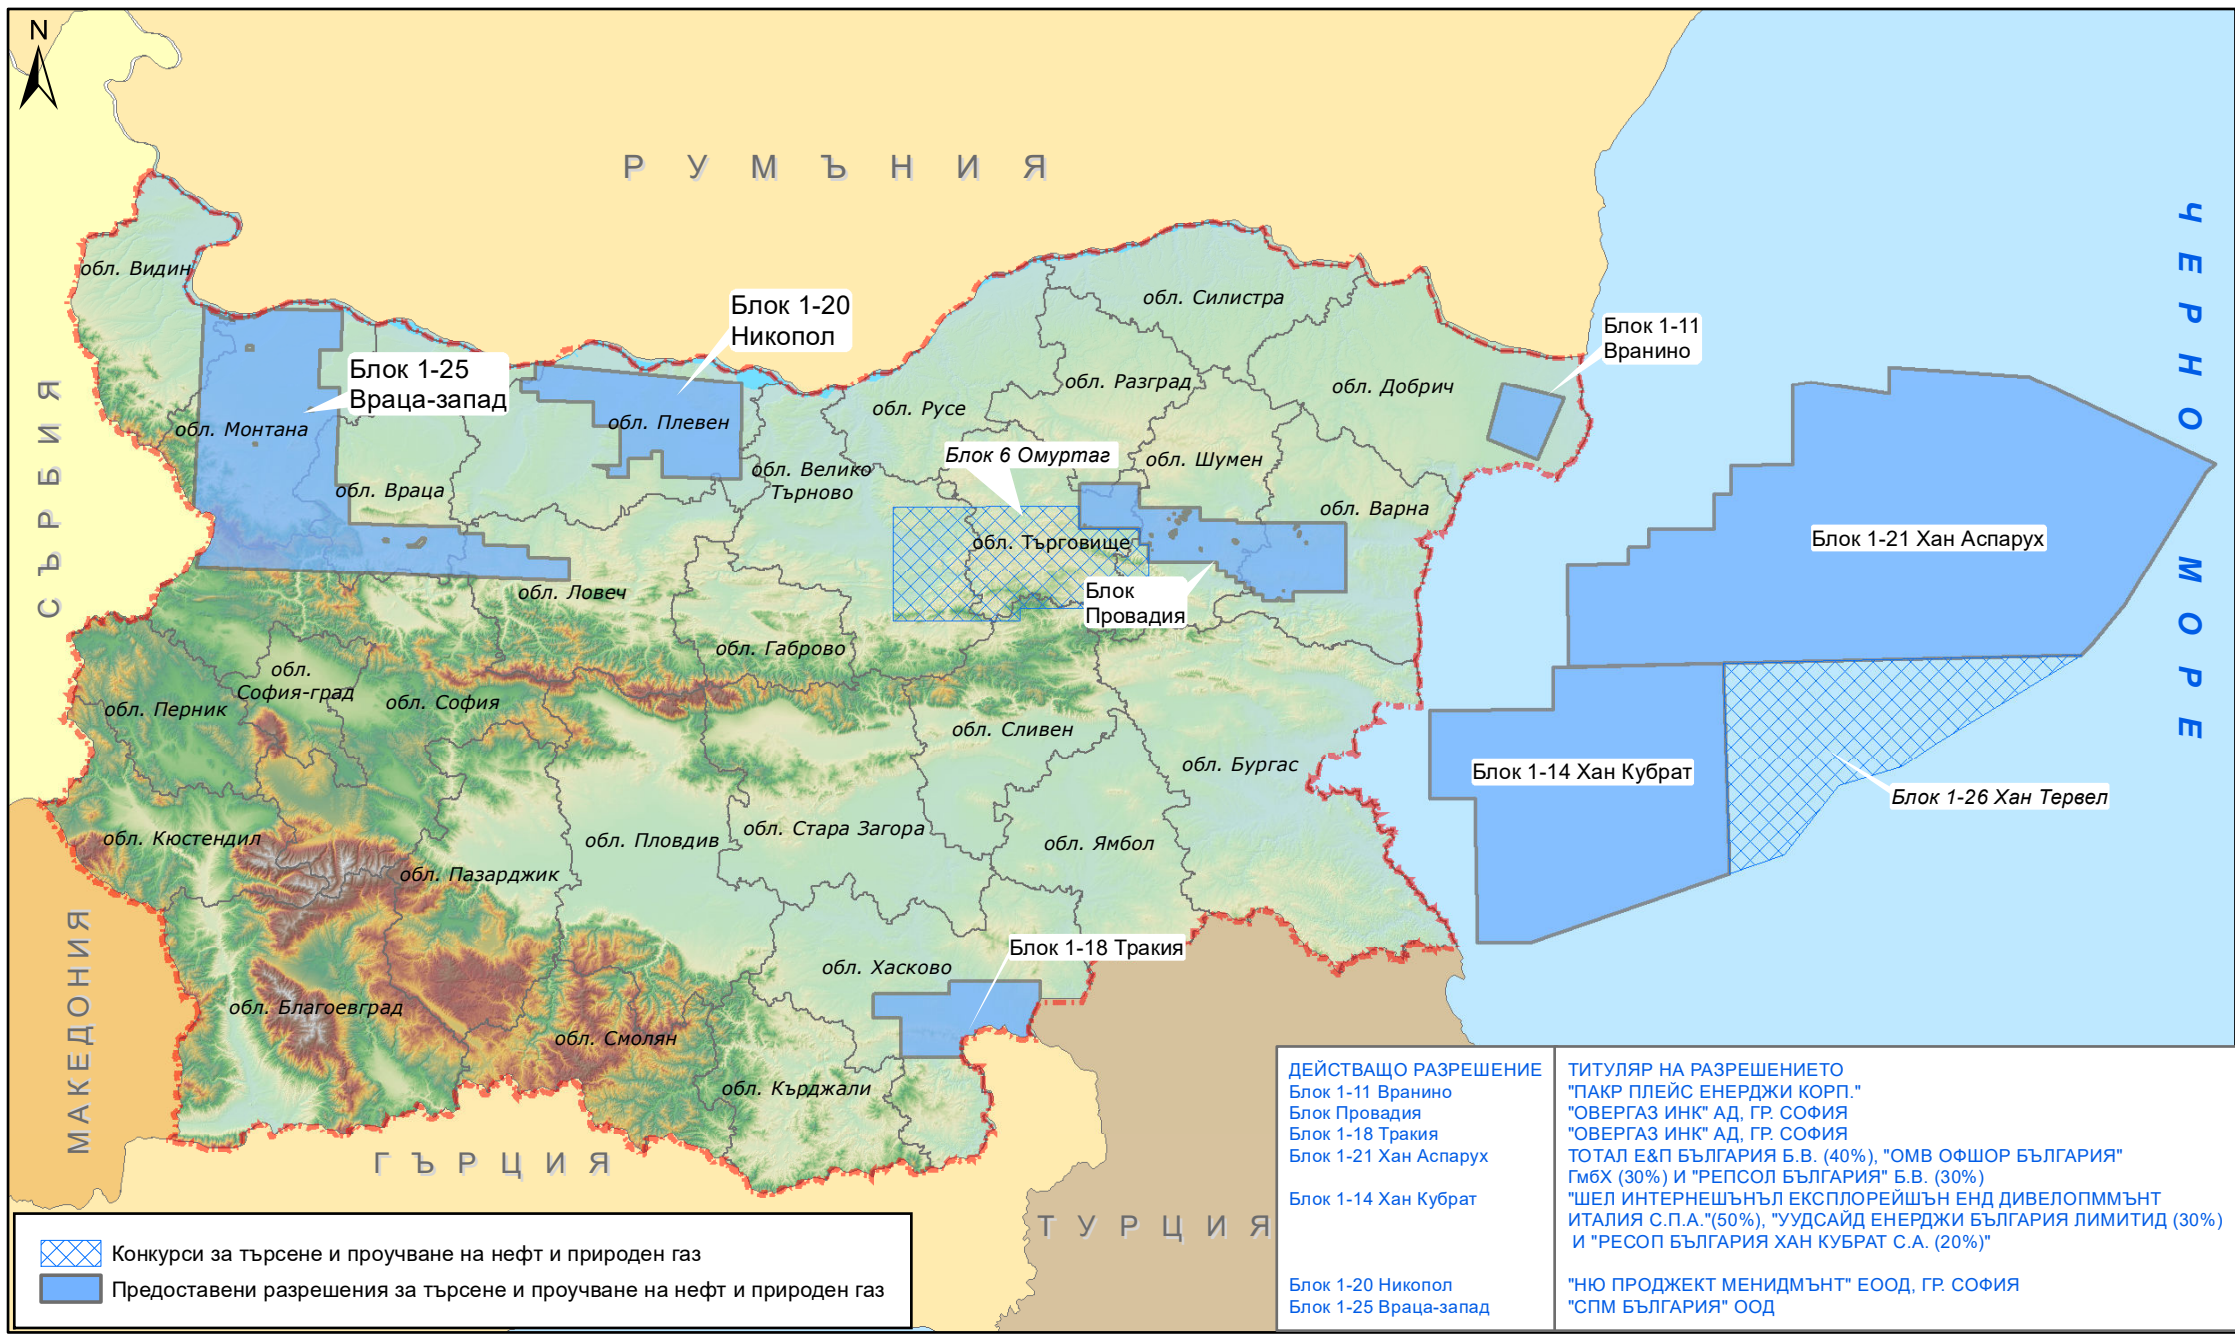 N
РУМЪНИЯ
СЪРБИЯ
МАКЕДОНИЯ
ГЪРЦИЯ
ТУРЦИЯ
ЧЕРНО МОРЕ
обл. Видин
обл. Монтана
обл. Враца
обл. Плевен
обл. Велико
Търново
обл. Русе
обл. Разград
обл. Силистра
обл. Добрич
обл. Шумен
обл. Варна
обл. Търговище
обл. Ловеч
обл. Габрово
обл.
София-град
обл. Перник
обл. София
обл. Сливен
обл. Бургас
обл. Кюстендил
обл. Пазарджик
обл. Пловдив
обл. Стара Загора
обл. Ямбол
обл. Хасково
обл. Благоевград
обл. Смолян
обл. Кърджали
Блок 1-25
Враца-запад
Блок 1-20
Никопол
Блок 1-11
Вранино
Блок 6 Омуртаг
Блок
Провадия
Блок 1-21 Хан Аспарух
Блок 1-14 Хан Кубрат
Блок 1-26 Хан Тервел
Блок 1-18 Тракия
Конкурси за търсене и проучване на нефт и природен газ
Предоставени разрешения за търсене и проучване на нефт и природен газ
ДЕЙСТВАЩО РАЗРЕШЕНИЕ ТИТУЛЯР НА РАЗРЕШЕНИЕТО
Блок 1-11 Вранино "ПАКР ПЛЕЙС ЕНЕРДЖИ КОРП."
Блок Провадия "ОВЕРГАЗ ИНК" АД, ГР. СОФИЯ
Блок 1-18 Тракия "ОВЕРГАЗ ИНК" АД, ГР. СОФИЯ
Блок 1-21 Хан Аспарух ТОТАЛ Е&П БЪЛГАРИЯ Б.В. (40%), "ОМВ ОФШОР БЪЛГАРИЯ"
ГмбХ (30%) И "РЕПСОЛ БЪЛГАРИЯ" Б.В. (30%)
Блок 1-14 Хан Кубрат "ШЕЛ ИНТЕРНЕШЪНЪЛ ЕКСПЛОРЕЙШЪН ЕНД ДИВЕЛОПММЪНТ
ИТАЛИЯ С.П.А."(50%), "УУДСАЙД ЕНЕРДЖИ БЪЛГАРИЯ ЛИМИТИД (30%)
И "РЕСОП БЪЛГАРИЯ ХАН КУБРАТ С.А. (20%)"
Блок 1-20 Никопол "НЮ ПРОДЖЕКТ МЕНИДМЪНТ" ЕООД, ГР. СОФИЯ
Блок 1-25 Враца-запад "СПМ БЪЛГАРИЯ" ООД